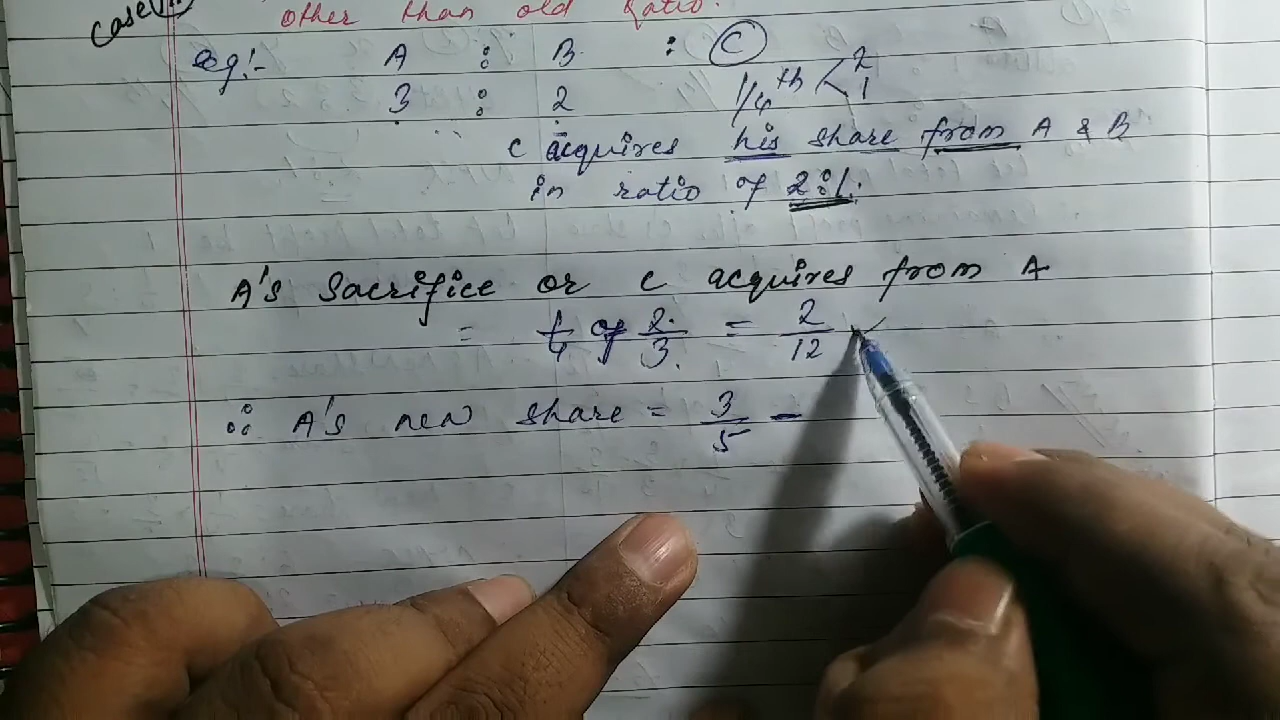 Case
other than old Ratio.
eg:- A : B : C
3 : 2 1/4th < 2 1
C acquires his share from A & B
in ratio of 2:1.
A's Sacrifice or C acquires from A
= 1/4 of 2/3 = 2/12
∴ A's new share = 3/5 -